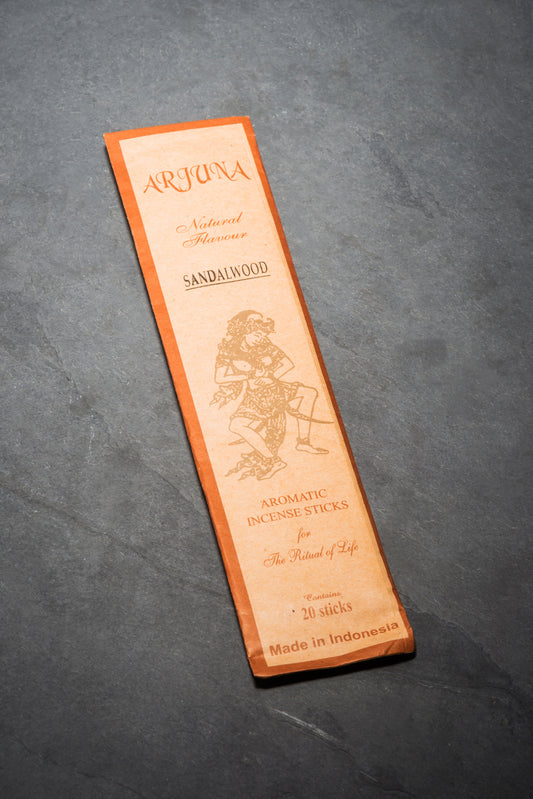 ARJUNA
Natural
Flavour
SANDALWOOD
AROMATIC
INCENSE STICKS
for
The Ritual of Life
Contains
20 sticks
Made in Indonesia